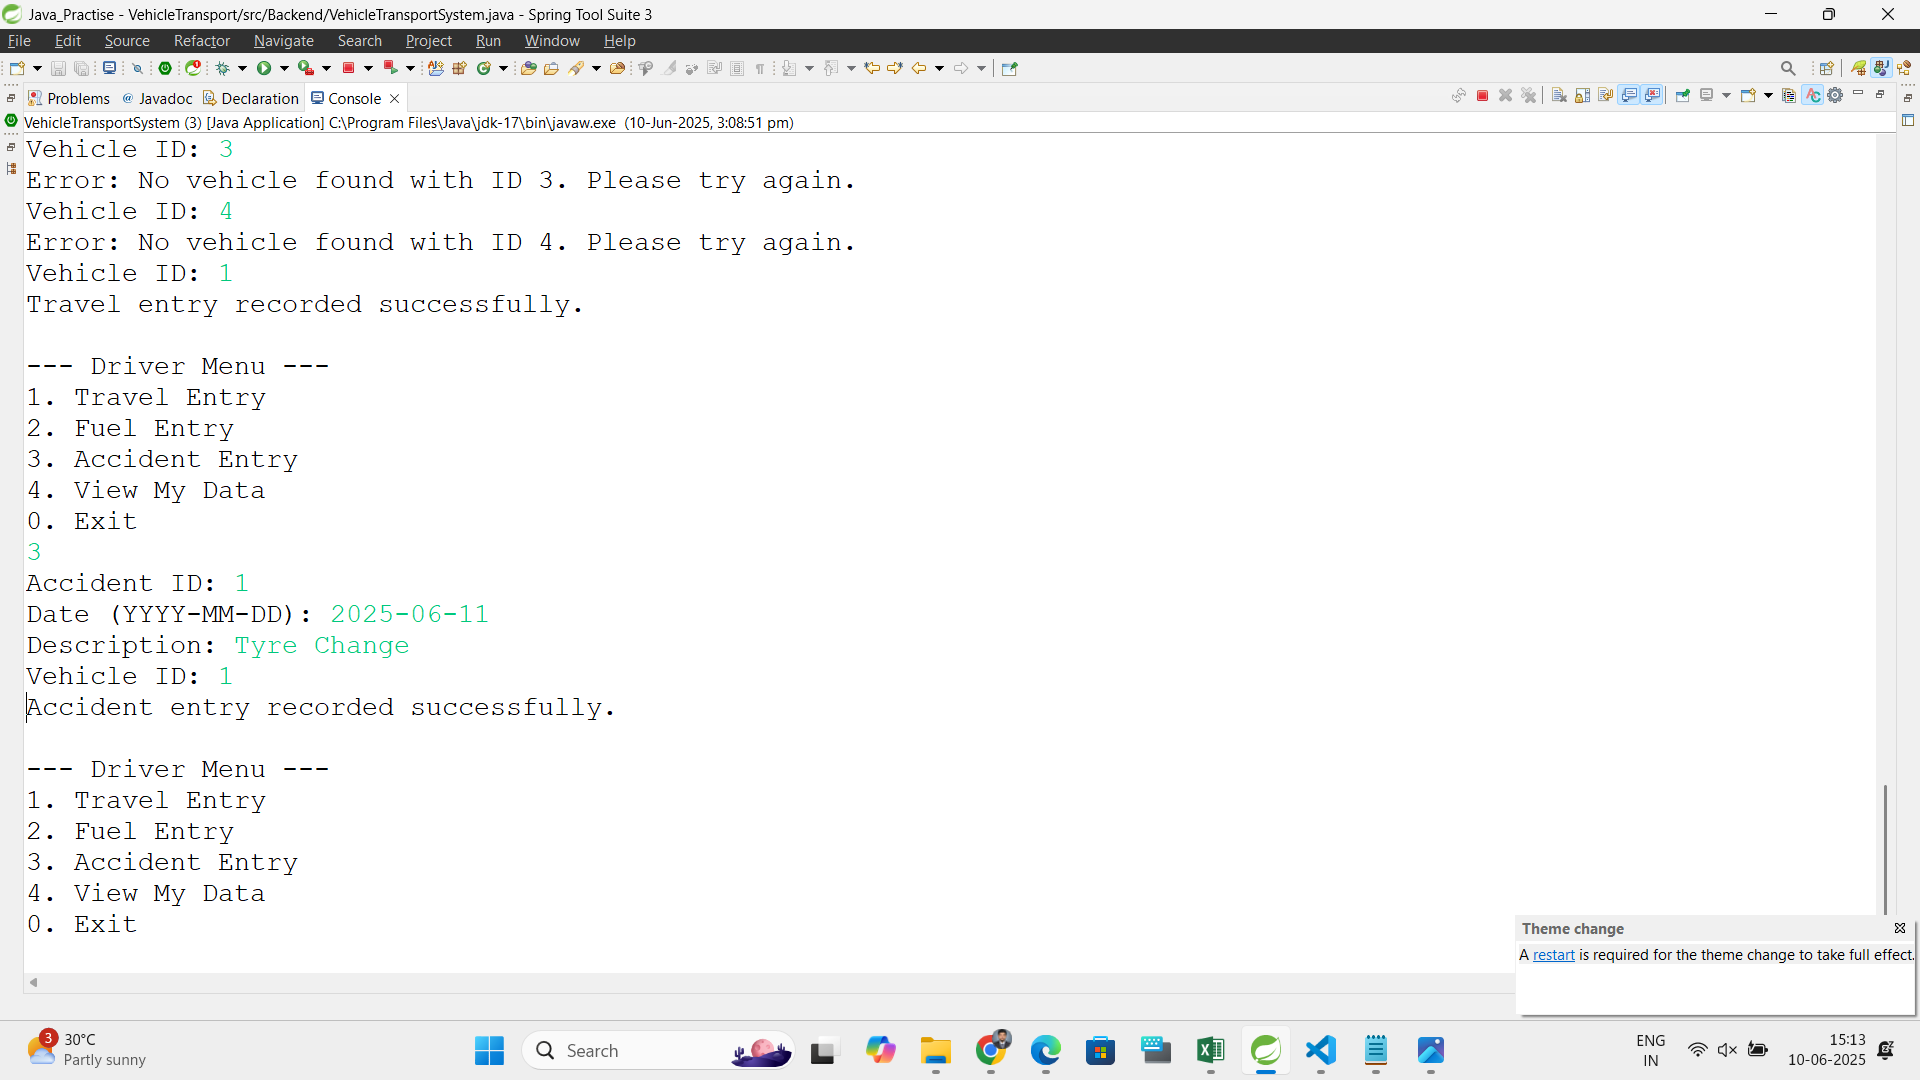 Java_Practise - VehicleTransport/src/Backend/VehicleTransportSystem.java - Spring Tool Suite 3
File Edit Source Refactor Navigate Search Project Run Window Help
Problems @ Javadoc Declaration Console
VehicleTransportSystem (3) [Java Application] C:\Program Files\Java\jdk-17\bin\javaw.exe (10-Jun-2025, 3:08:51 pm)
Vehicle ID: 3
Error: No vehicle found with ID 3. Please try again.
Vehicle ID: 4
Error: No vehicle found with ID 4. Please try again.
Vehicle ID: 1
Travel entry recorded successfully.
--- Driver Menu ---
1. Travel Entry
2. Fuel Entry
3. Accident Entry
4. View My Data
0. Exit
3
Accident ID: 1
Date (YYYY-MM-DD): 2025-06-11
Description: Tyre Change
Vehicle ID: 1
Accident entry recorded successfully.
--- Driver Menu ---
1. Travel Entry
2. Fuel Entry
3. Accident Entry
4. View My Data
0. Exit
Theme change
A restart is required for the theme change to take full effect.
3
30°C
Partly sunny
Search
ENG
IN
15:13
10-06-2025